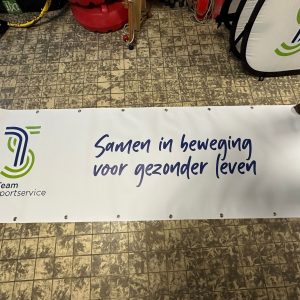 Samen in beweging
voor gezonder leven
Team
sportservice